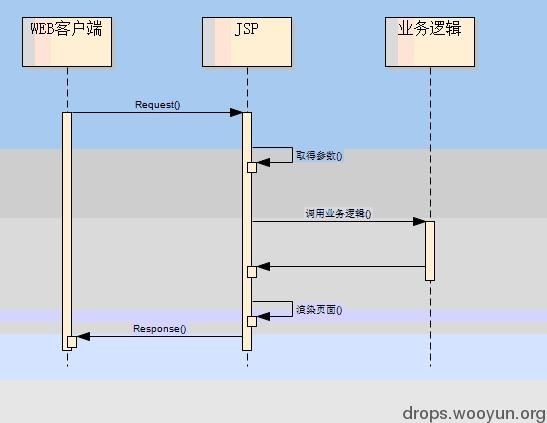 WEB客户端
JSP
业务逻辑
Request()
取得参数()
调用业务逻辑()
渲染页面()
Response()
drops.wooyun.org